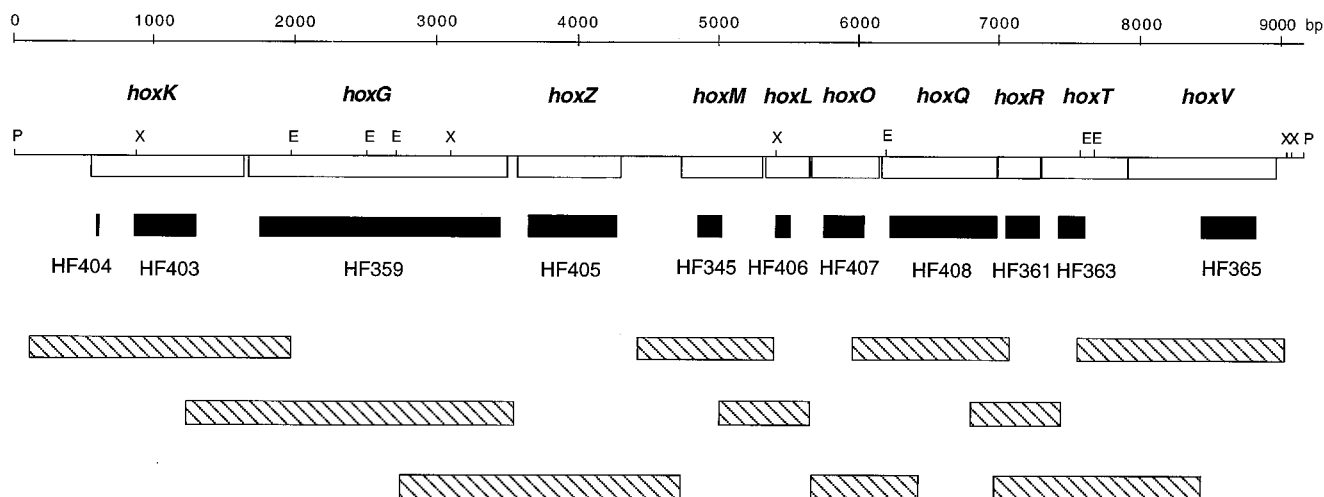 0 1000 2000 3000 4000 5000 6000 7000 8000 9000 bp
hoxK hoxG hoxZ hoxM hoxL hoxO hoxQ hoxR hoxT hoxV
P X E E E X X E EE XX P
HF404 HF403 HF359 HF405 HF345 HF406 HF407 HF408 HF361 HF363 HF365